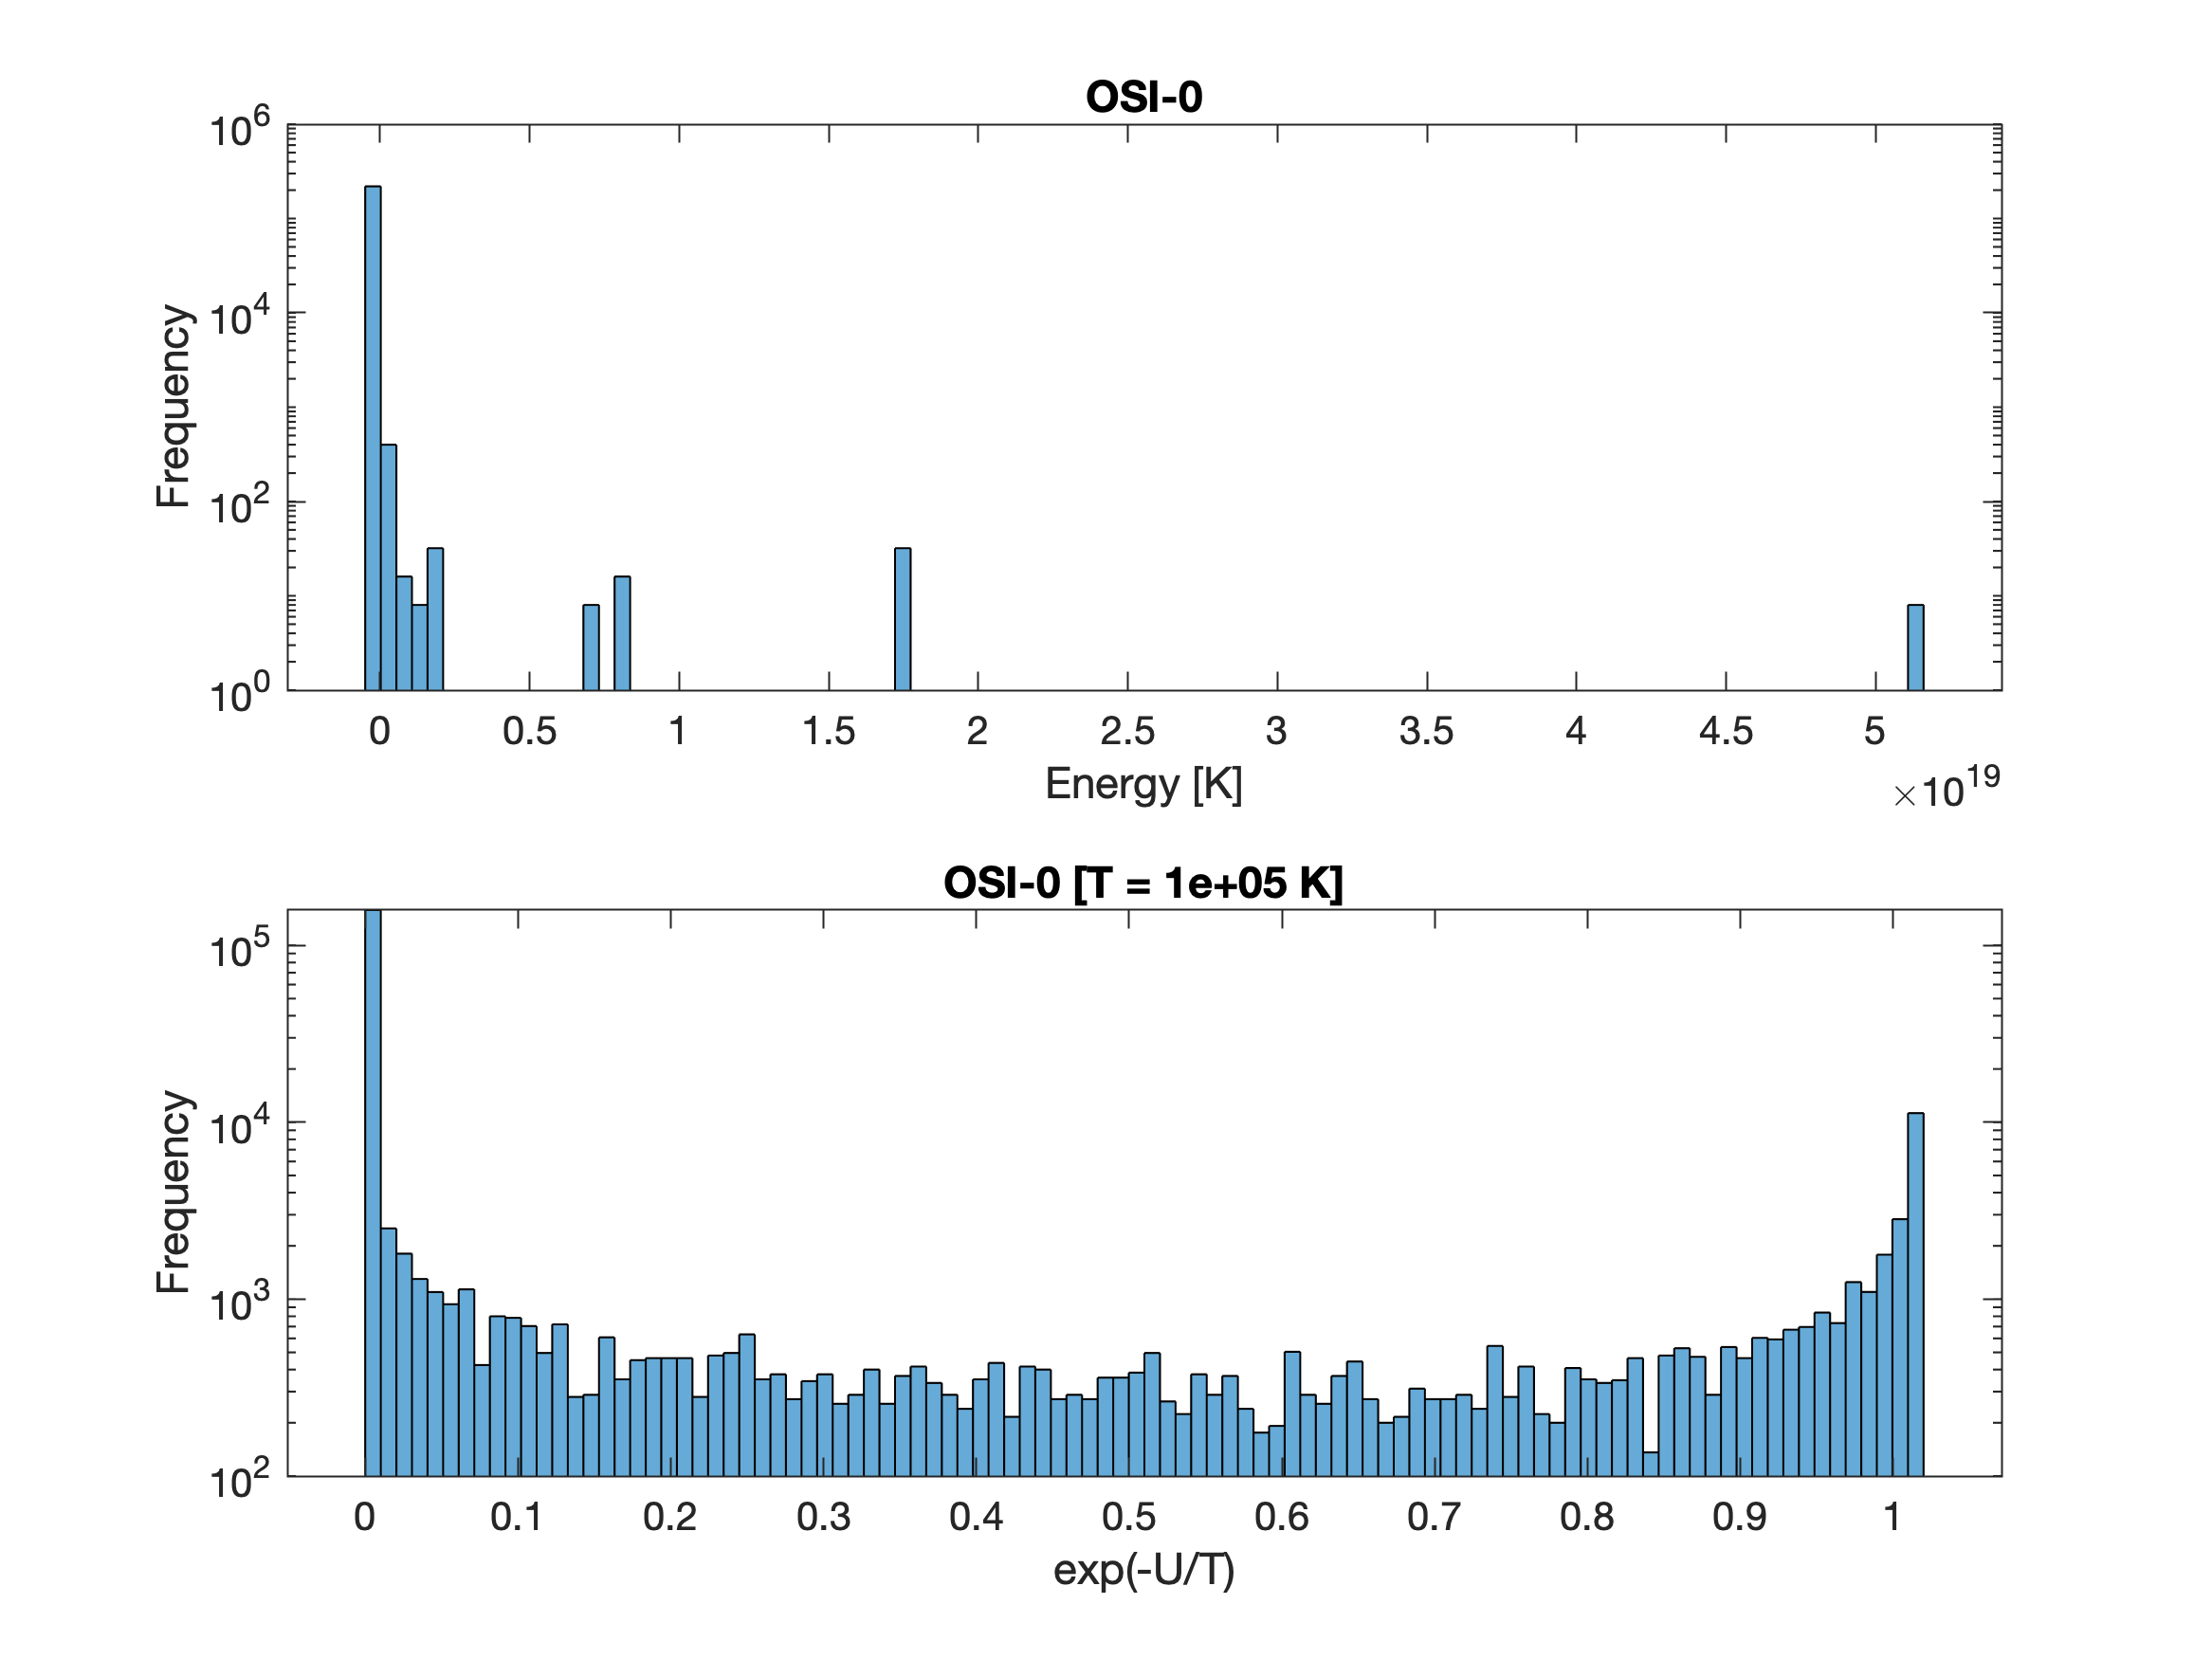 OSI-0
10^6
10^4
10^2
10^0
Frequency
0 0.5 1 1.5 2 2.5 3 3.5 4 4.5 5
Energy [K]
×10^19
OSI-0 [T = 1e+05 K]
10^5
10^4
10^3
10^2
Frequency
0 0.1 0.2 0.3 0.4 0.5 0.6 0.7 0.8 0.9 1
exp(-U/T)